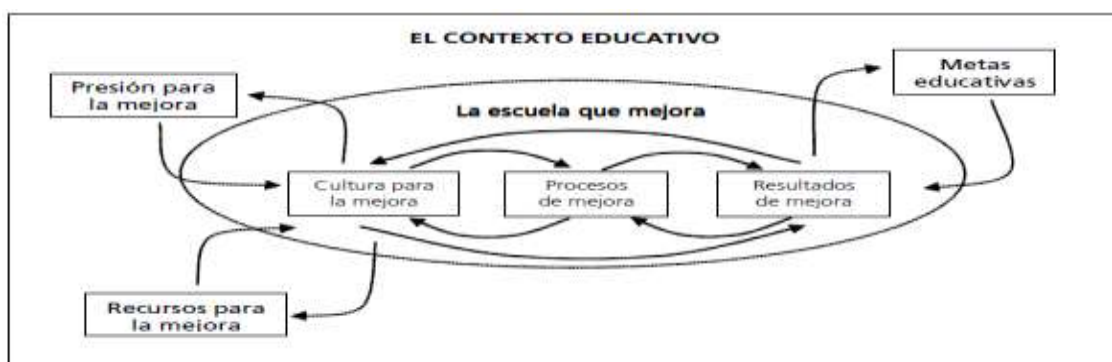 EL CONTEXTO EDUCATIVO
Presión para
la mejora
Metas
educativas
La escuela que mejora
Cultura para
la mejora
Procesos
de mejora
Resultados
de mejora
Recursos para
la mejora